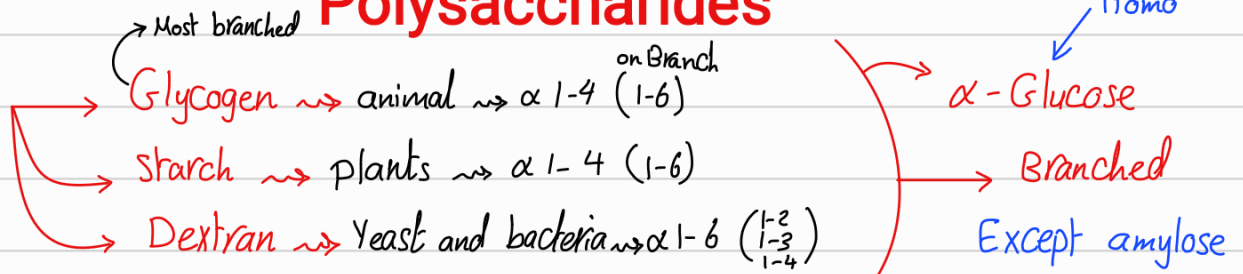 Polysaccharides
Most branched
Homo
on Branch
Glycogen ⇝ animal ⇝ α 1-4 (1-6)
α-Glucose
starch ⇝ plants ⇝ α 1-4 (1-6)
Branched
Dextran ⇝ Yeast and bacteria ⇝ α 1-6 (1-2
1-3
1-4)
Except amylose